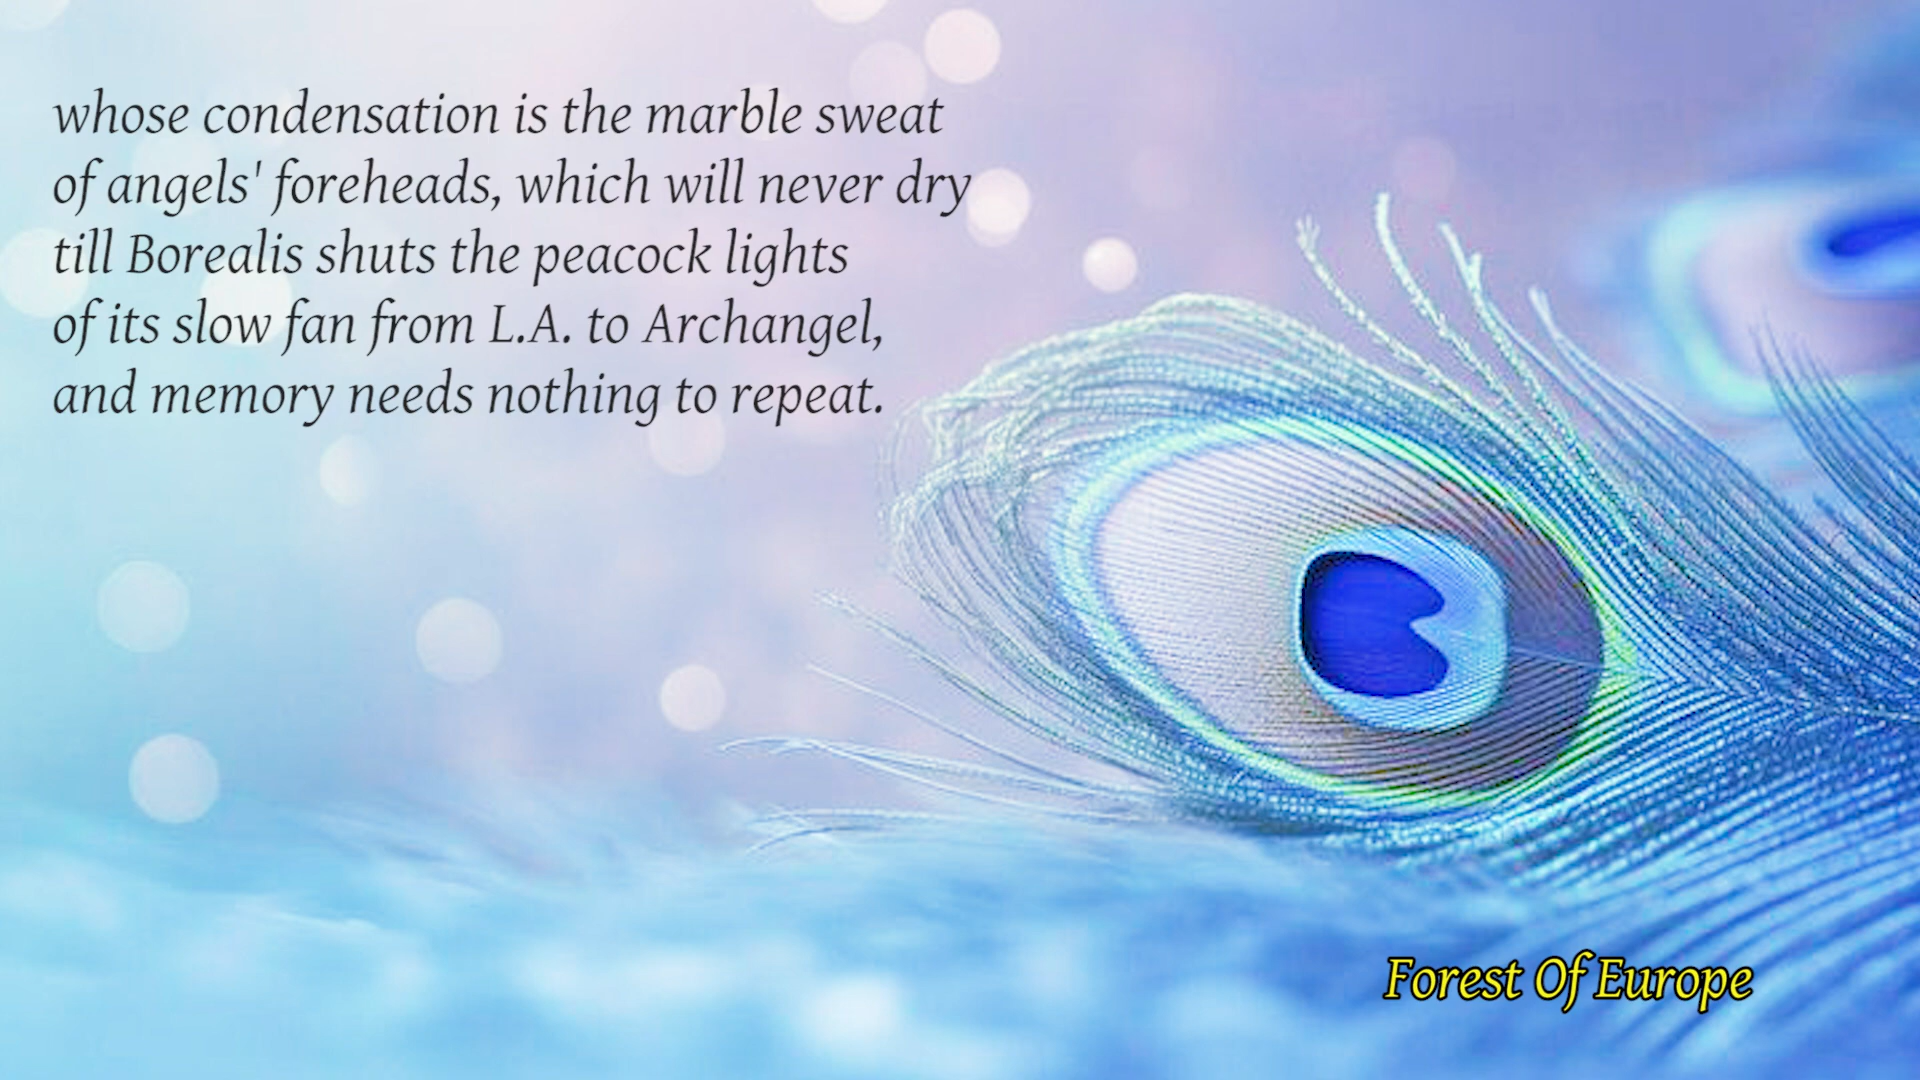 whose condensation is the marble sweat
of angels' foreheads, which will never dry
till Borealis shuts the peacock lights
of its slow fan from L.A. to Archangel,
and memory needs nothing to repeat.
Forest Of Europe